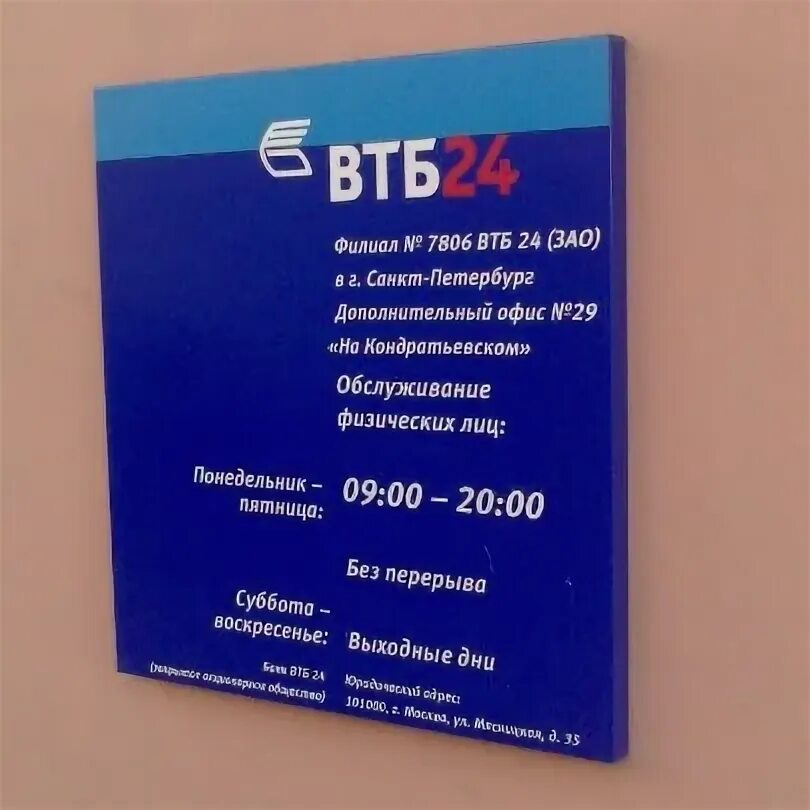 ВТБ24
Филиал № 7806 ВТБ 24 (ЗАО)
в г. Санкт-Петербург
Дополнительный офис №29
«На Кондратьевском»
Обслуживание
физических лиц:
Понедельник –
пятница:
09:00 – 20:00
Без перерыва
Суббота –
воскресенье:
Выходные дни
Банк ВТБ 24
(закрытое акционерное общество)
Юридический адрес:
101000, г. Москва, ул. Мясницкая, д. 35